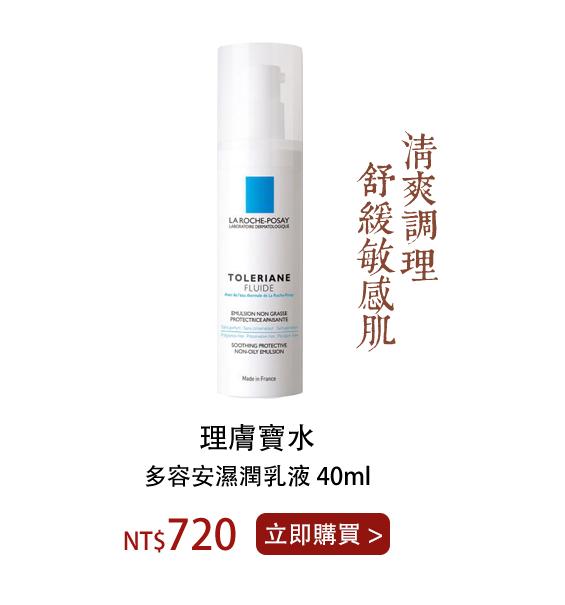 清爽調理
舒緩敏感肌
LA ROCHE-POSAY
LABORATOIRE DERMATOLOGIQUE
TOLERIANE
FLUIDE
EMULSION NON GRASSE
PROTECTRICE APAISANTE
SOOTHING PROTECTIVE
NON-OILY EMULSION
Made in France
理膚寶水
多容安濕潤乳液 40ml
NT$720 立即購買 >